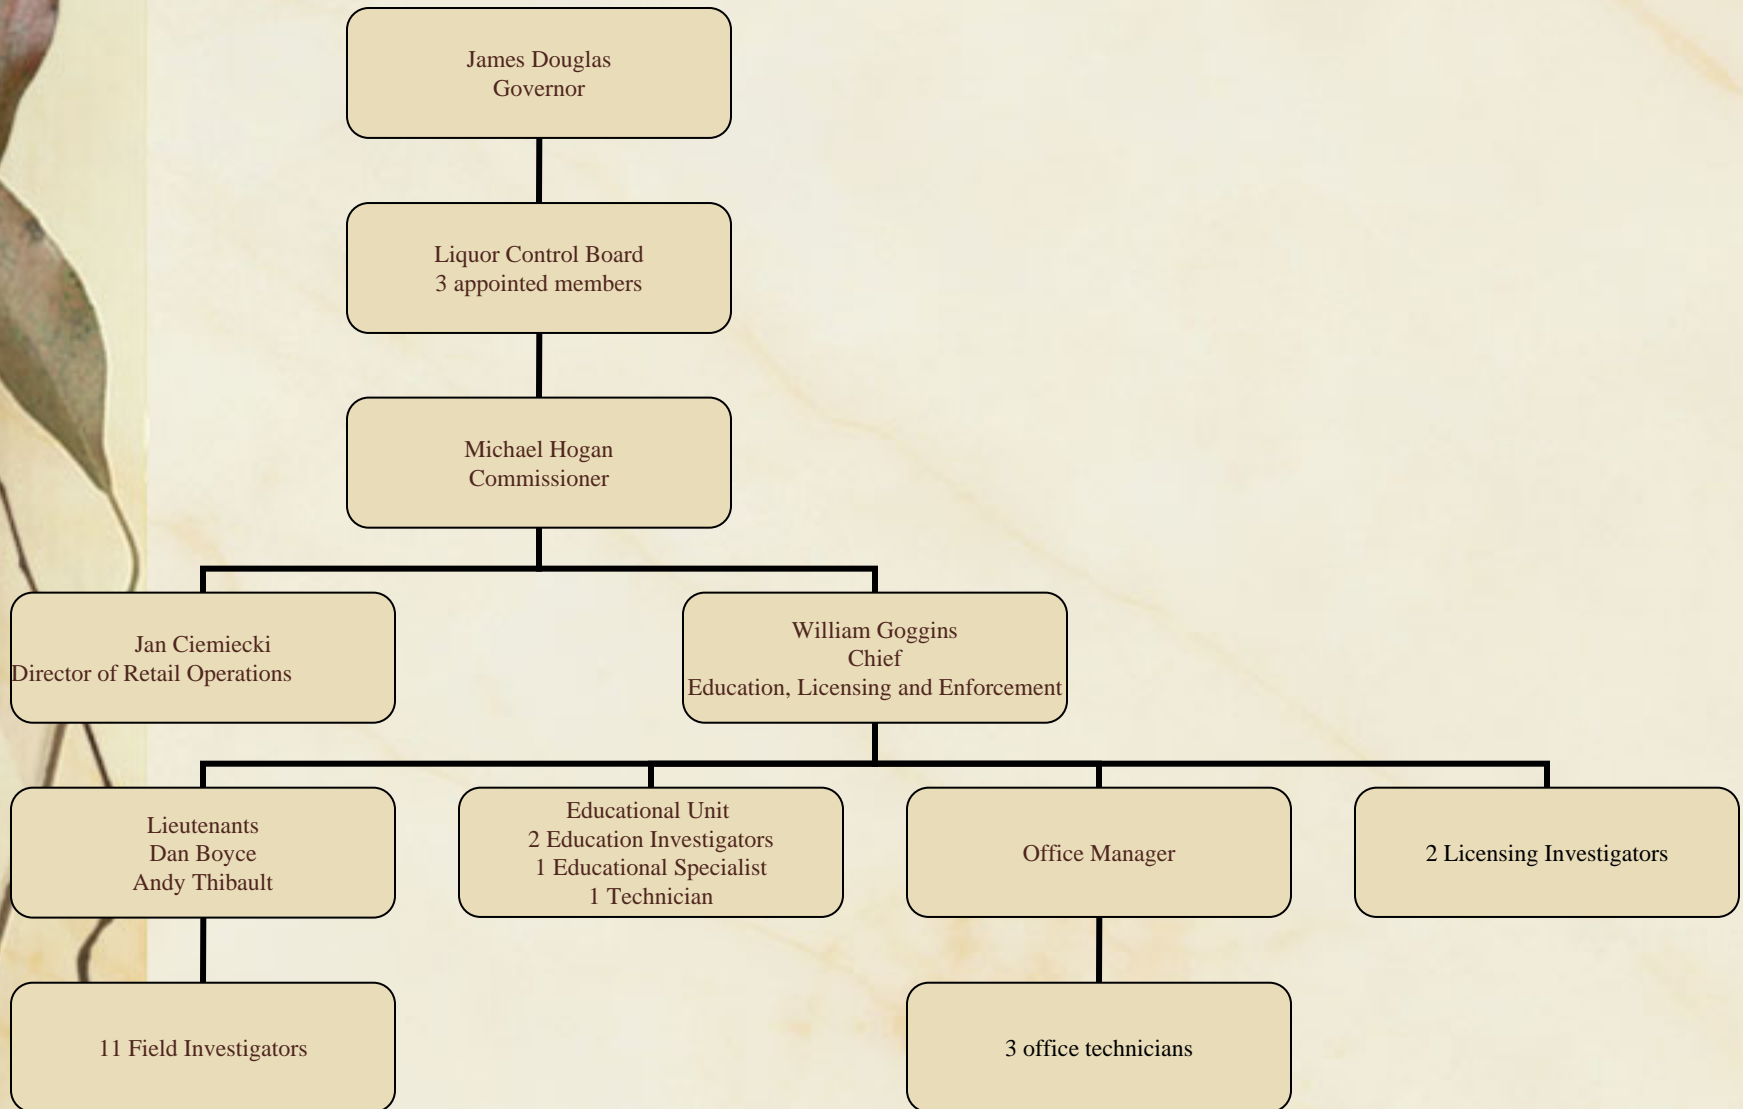 James Douglas
Governor
Liquor Control Board
3 appointed members
Michael Hogan
Commissioner
Jan Ciemiecki
Director of Retail Operations
William Goggins
Chief
Education, Licensing and Enforcement
Lieutenants
Dan Boyce
Andy Thibault
Educational Unit
2 Education Investigators
1 Educational Specialist
1 Technician
Office Manager
2 Licensing Investigators
11 Field Investigators
3 office technicians